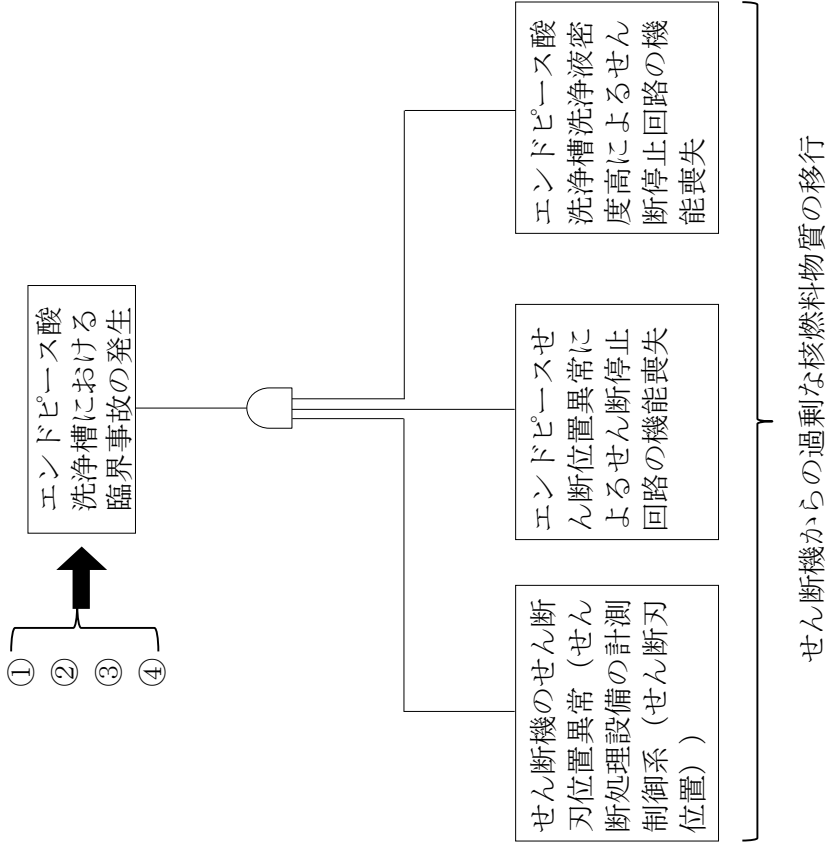 ①
②
③
④
エンドピース酸
洗浄槽における
臨界事故の発生
せん断機のせん断
刃位置異常（せん
断処理設備の計測
制御系（せん断刃
位置））
エンドピースせ
ん断位置異常に
よるせん断停止
回路の機能喪失
エンドピース酸
洗浄槽洗浄液密
度高によるせん
断停止回路の機
能喪失
せん断機からの過剰な核燃料物質の移行